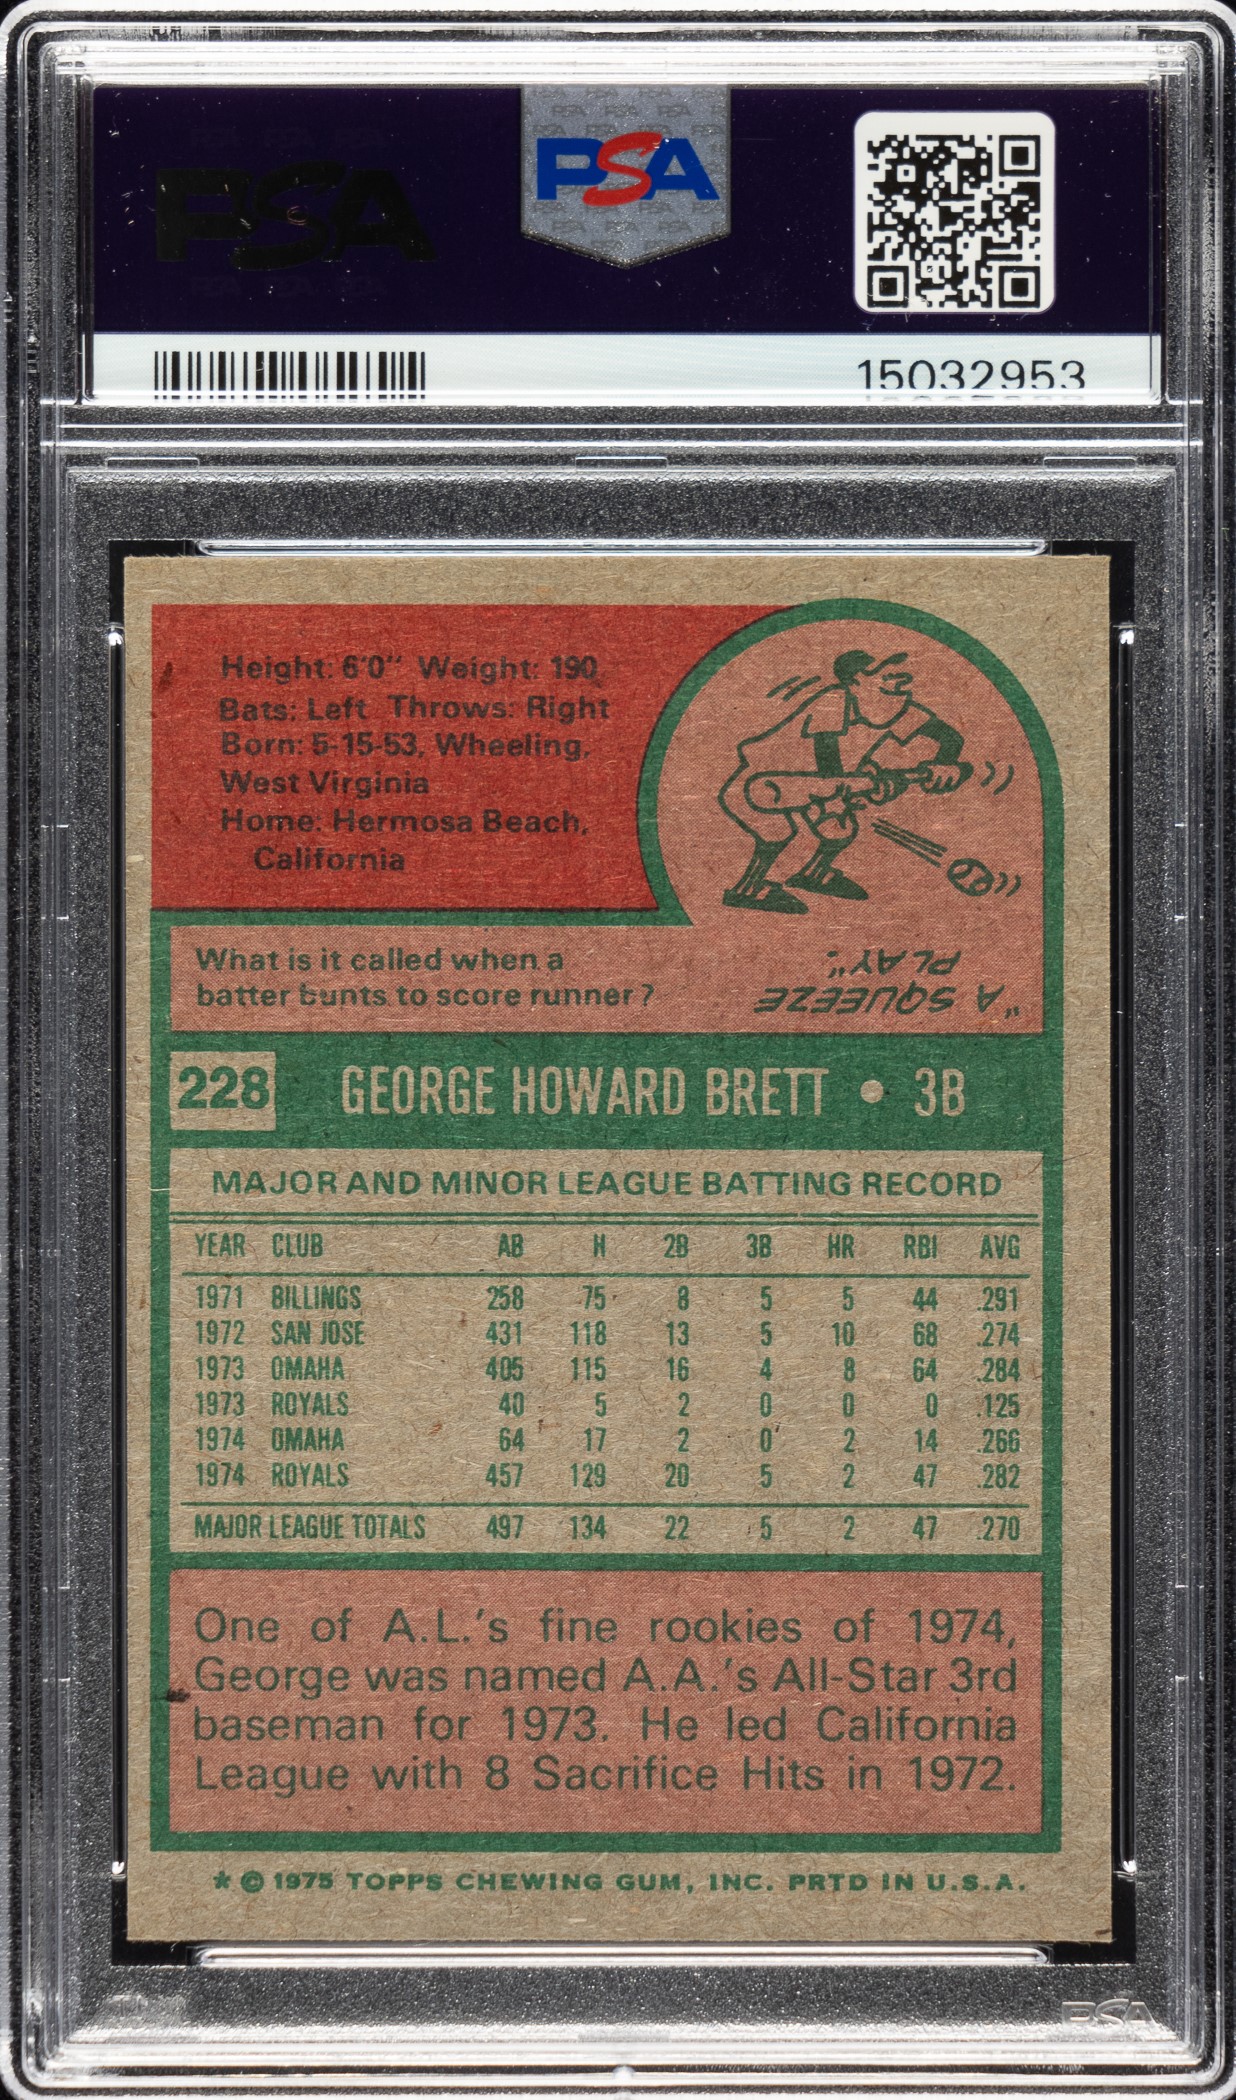 PSA
PSA
15032953
Height: 6'0" Weight: 190
Bats: Left Throws: Right
Born: 5-15-53, Wheeling,
West Virginia
Home: Hermosa Beach,
California
What is it called when a
batter bunts to score runner?
"A SQUEEZE
PLAY".
228 GEORGE HOWARD BRETT • 3B
MAJOR AND MINOR LEAGUE BATTING RECORD
YEAR CLUB AB H 2B 3B HR RBI AVG
1971 BILLINGS 258 75 8 5 5 44 .291
1972 SAN JOSE 431 118 13 5 10 68 .274
1973 OMAHA 405 115 16 4 8 64 .284
1973 ROYALS 40 5 2 0 0 0 .125
1974 OMAHA 64 17 2 0 2 14 .266
1974 ROYALS 457 129 20 5 2 47 .282
MAJOR LEAGUE TOTALS 497 134 22 5 2 47 .270
One of A.L.'s fine rookies of 1974,
George was named A.A.'s All-Star 3rd
baseman for 1973. He led California
League with 8 Sacrifice Hits in 1972.
* © 1975 TOPPS CHEWING GUM, INC. PRTD IN U.S.A.
PSA